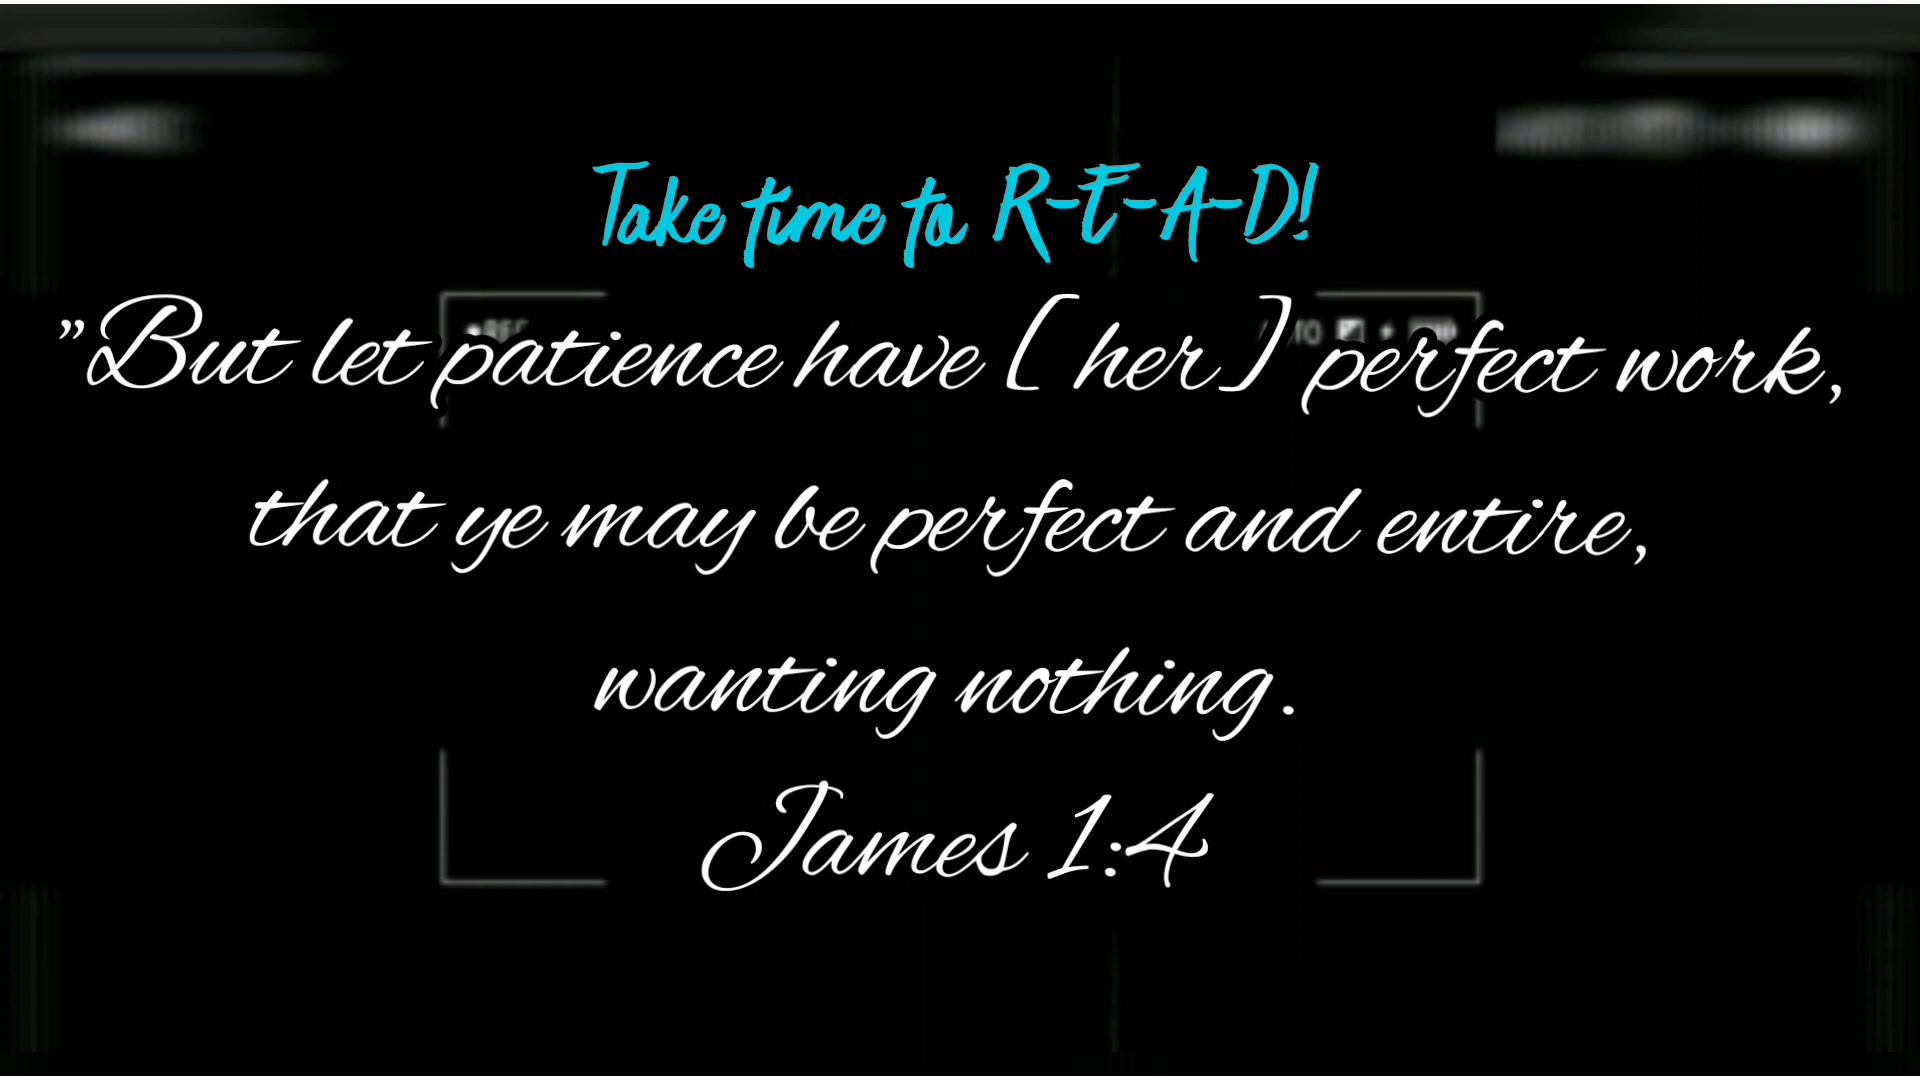 Take time to R-E-A-D!
"But let patience have [ her ] perfect work,
that ye may be perfect and entire,
wanting nothing.
James 1:4